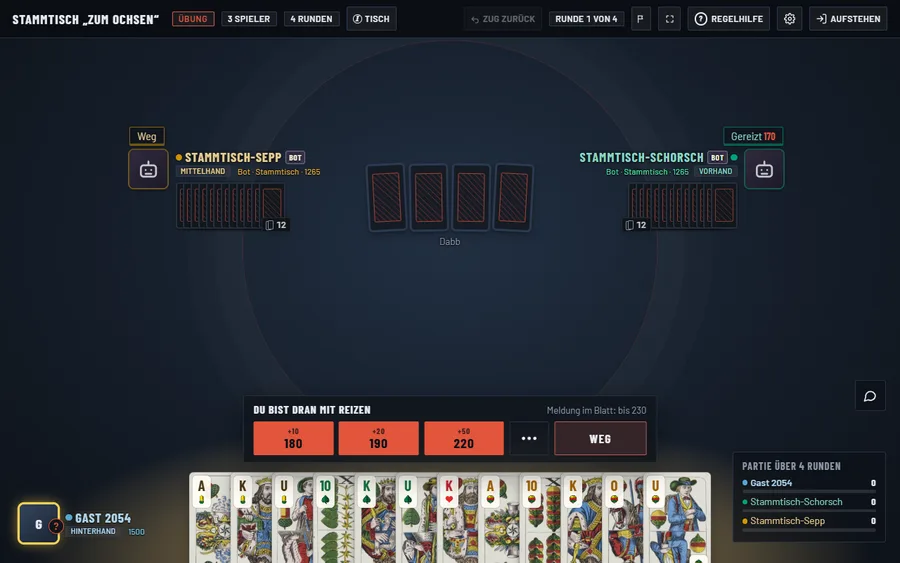 STAMMTISCH „ZUM OCHSEN“ ÜBUNG 3 SPIELER 4 RUNDEN TISCH ZUG ZURÜCK RUNDE 1 VON 4 REGELHILFE AUFSTEHEN
Weg
STAMMTISCH-SEPP BOT
MITTELHAND Bot · Stammtisch · 1265
12
Gereizt 170
STAMMTISCH-SCHORSCH BOT
Bot · Stammtisch · 1265 VORHAND
12
Dabb
DU BIST DRAN MIT REIZEN Meldung im Blatt: bis 230
+10 +20 +50
180 190 220 ••• WEG
A K U 10 K U K A 10 K O U
G ? GAST 2054
HINTERHAND 1500
PARTIE ÜBER 4 RUNDEN
Gast 2054 0
Stammtisch-Schorsch 0
Stammtisch-Sepp 0